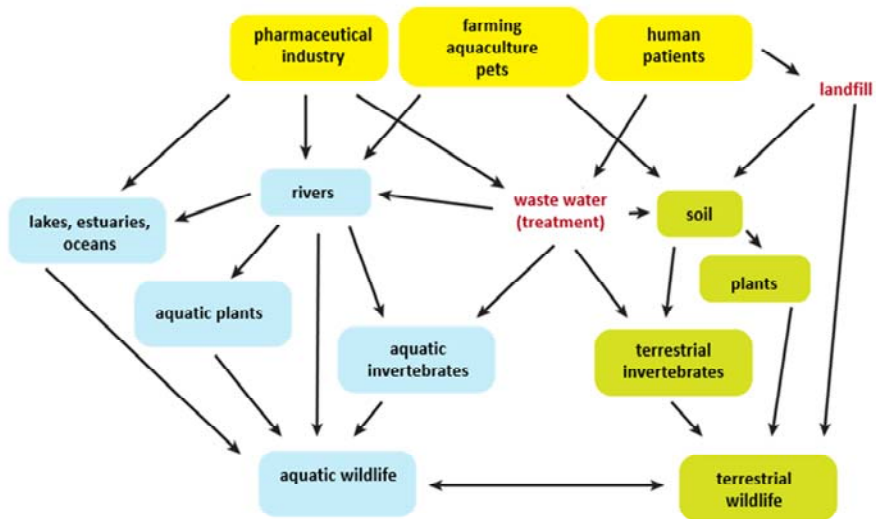 pharmaceutical
industry
farming
aquaculture
pets
human
patients
landfill
rivers
waste water
(treatment)
soil
lakes, estuaries,
oceans
plants
aquatic plants
aquatic
invertebrates
terrestrial
invertebrates
aquatic wildlife
terrestrial
wildlife